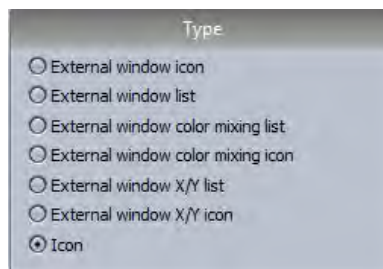 Type
External window icon
External window list
External window color mixing list
External window color mixing icon
External window X/Y list
External window X/Y icon
Icon